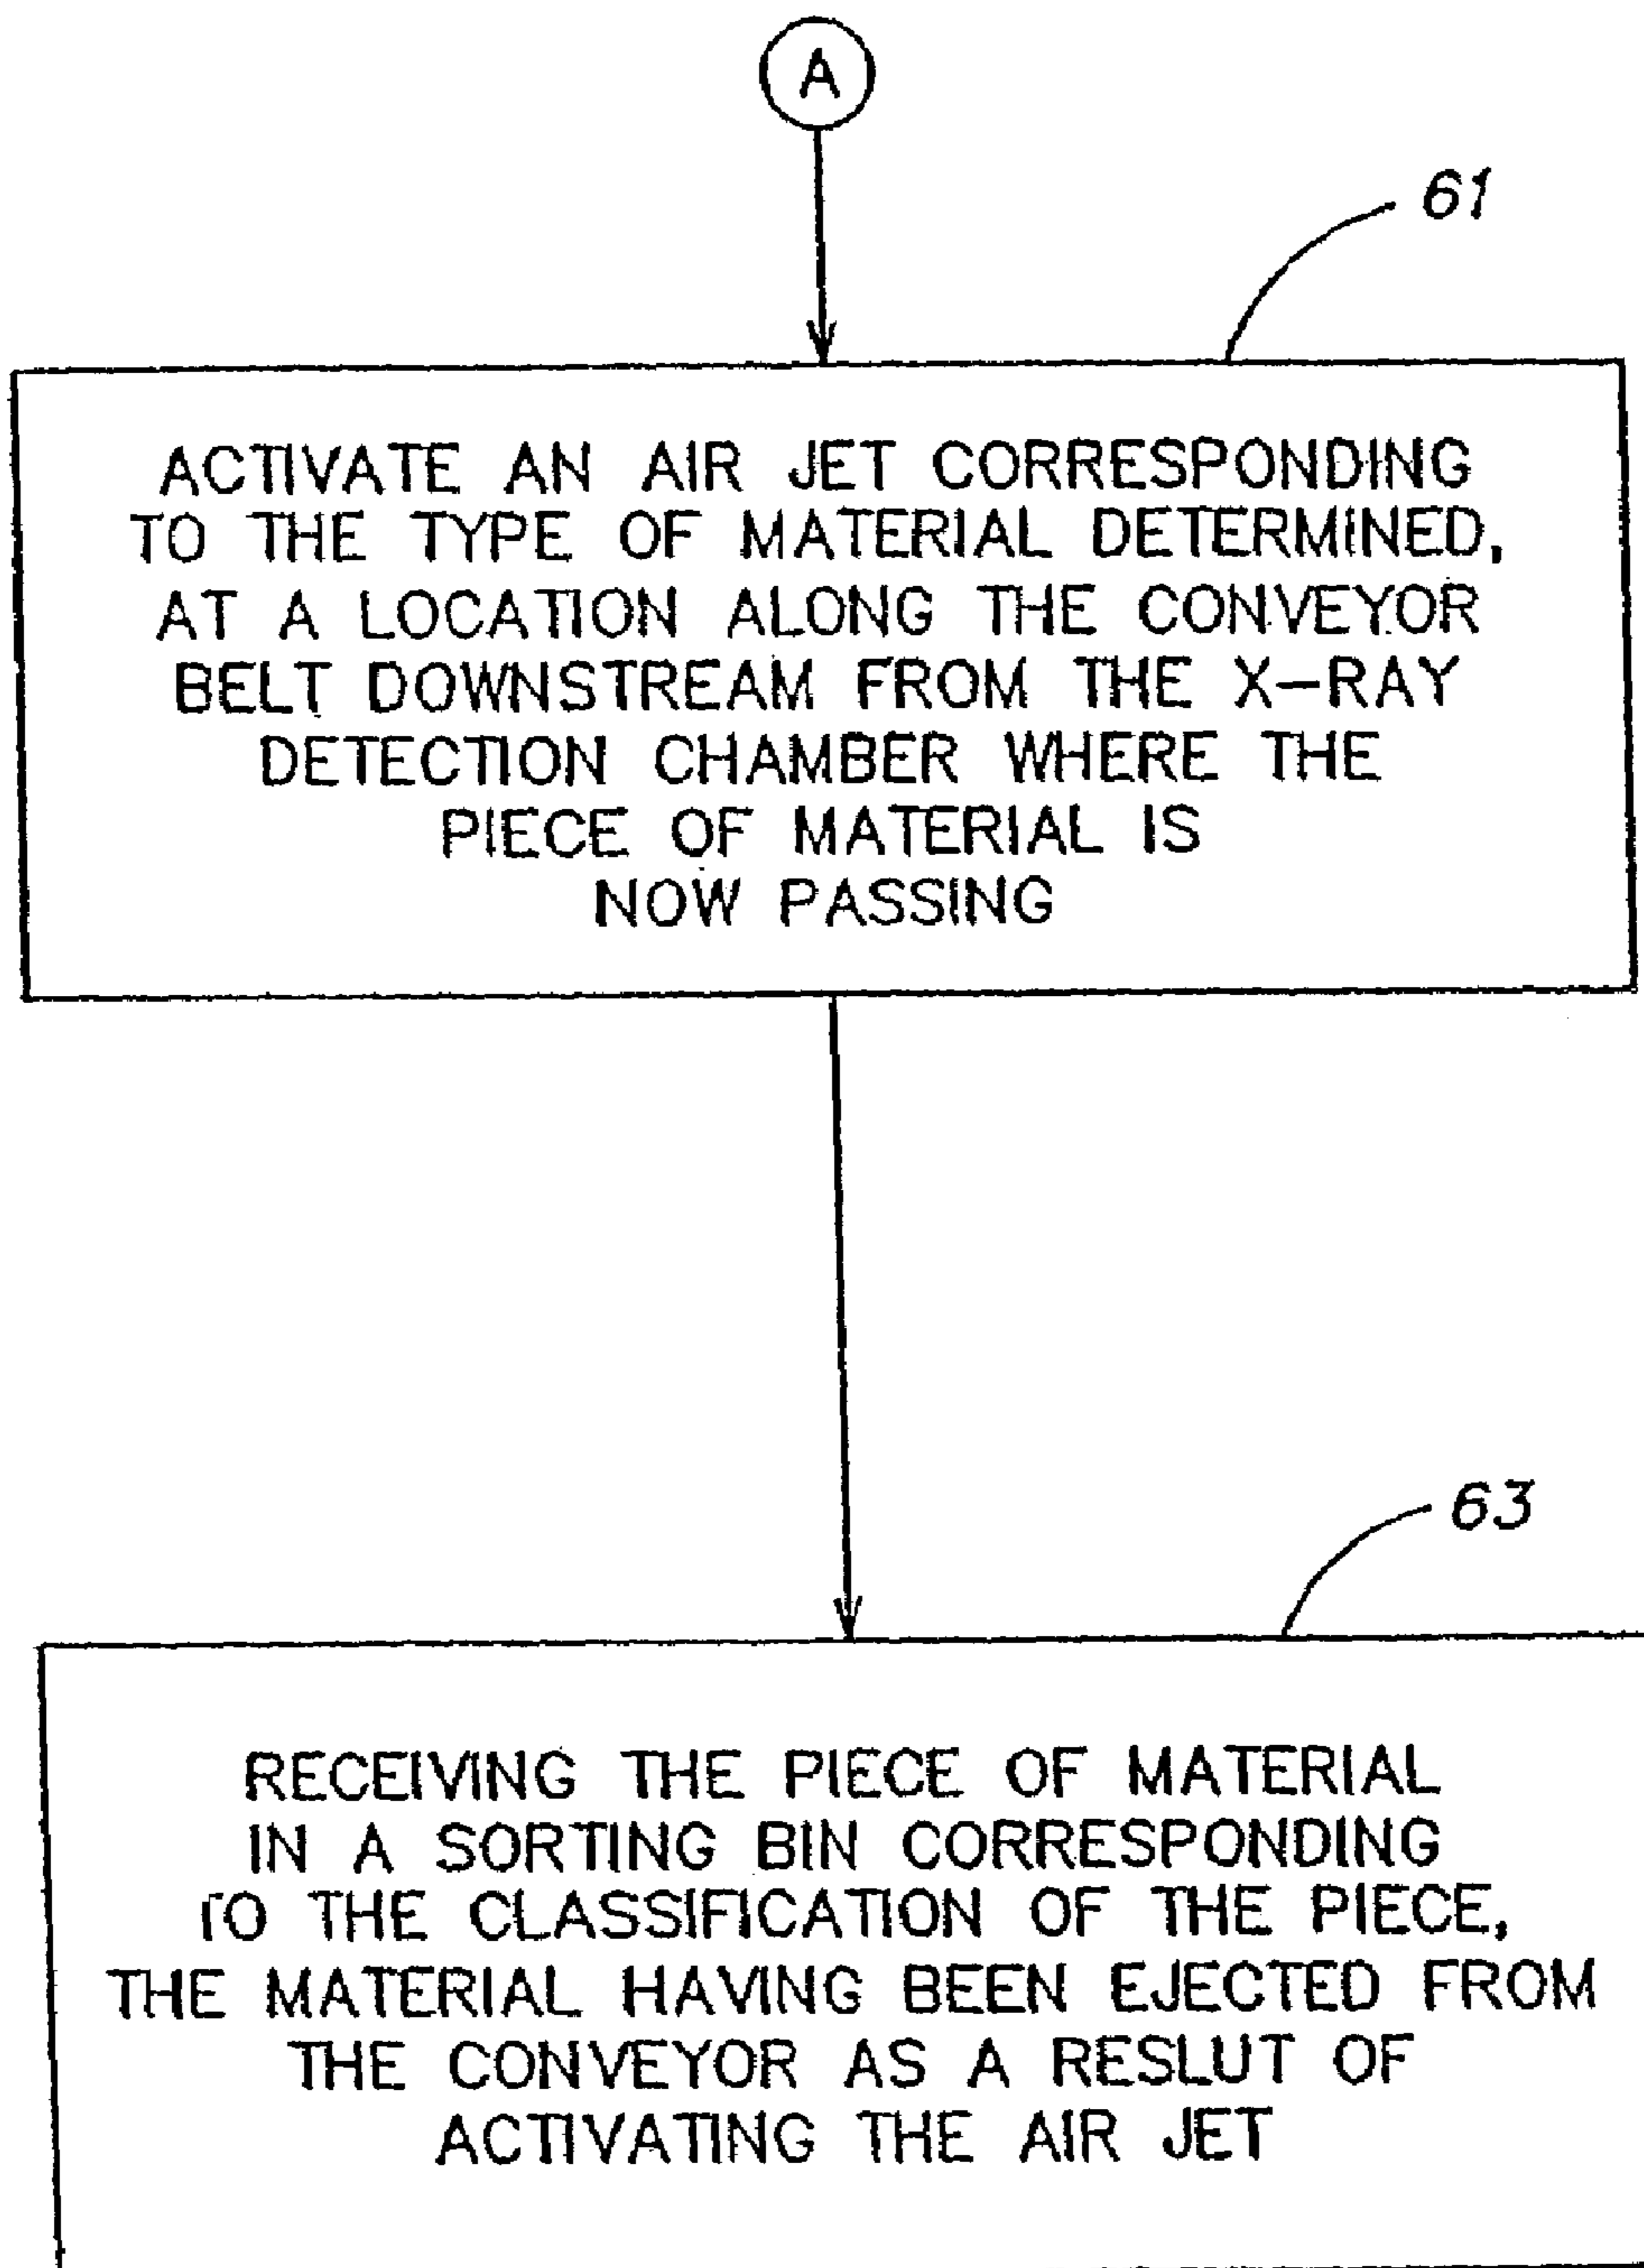 A
61
ACTIVATE AN AIR JET CORRESPONDING
TO THE TYPE OF MATERIAL DETERMINED,
AT A LOCATION ALONG THE CONVEYOR
BELT DOWNSTREAM FROM THE X-RAY
DETECTION CHAMBER WHERE THE
PIECE OF MATERIAL IS
NOW PASSING
63
RECEIVING THE PIECE OF MATERIAL
IN A SORTING BIN CORRESPONDING
TO THE CLASSIFICATION OF THE PIECE,
THE MATERIAL HAVING BEEN EJECTED FROM
THE CONVEYOR AS A RESLUT OF
ACTIVATING THE AIR JET